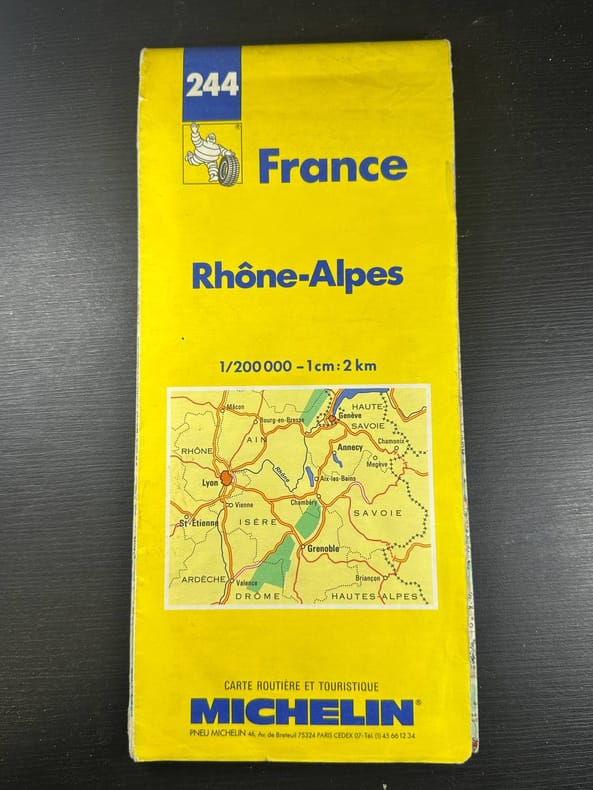 244
®
France
Rhône-Alpes
1/200 000 – 1 cm : 2 km
Mâcon
Bourg-en-Bresse
HAUTE-
Genève
SAVOIE
AIN
Chamonix
RHÔNE
Annecy
Megève
Rhône
Lyon
Aix-les-Bains
Vienne
Chambéry
St-Étienne
ISÈRE
SAVOIE
Grenoble
ARDÈCHE
Valence
Briançon
DRÔME
HAUTES-ALPES
CARTE ROUTIÈRE ET TOURISTIQUE
MICHELIN®
PNEU MICHELIN 46, Av. de Breteuil 75324 PARIS CEDEX 07-Tél. (1) 45 66 12 34